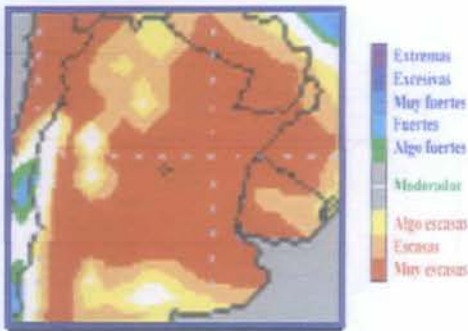 Extremas
Excesivas
Muy fuertes
Fuertes
Algo fuertes
Moderadas
Algo escasas
Escasas
Muy escasas